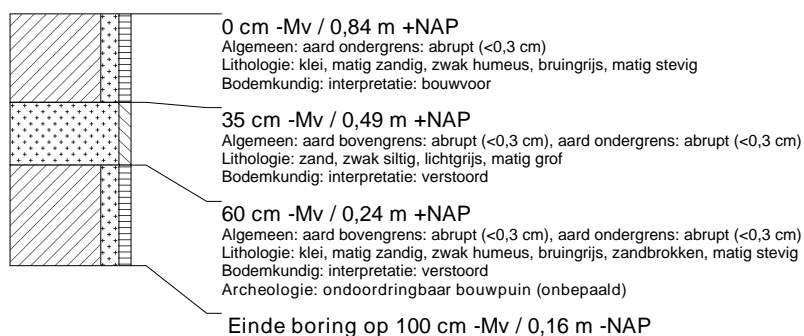 0 cm -Mv / 0,84 m +NAP
Algemeen: aard ondergrens: abrupt (<0,3 cm)
Lithologie: klei, matig zandig, zwak humeus, bruingrijs, matig stevig
Bodemkundig: interpretatie: bouwvoor
35 cm -Mv / 0,49 m +NAP
Algemeen: aard bovengrens: abrupt (<0,3 cm), aard ondergrens: abrupt (<0,3 cm)
Lithologie: zand, zwak siltig, lichtgrijs, matig grof
Bodemkundig: interpretatie: verstoord
60 cm -Mv / 0,24 m +NAP
Algemeen: aard bovengrens: abrupt (<0,3 cm), aard ondergrens: abrupt (<0,3 cm)
Lithologie: klei, matig zandig, zwak humeus, bruingrijs, zandbrokken, matig stevig
Bodemkundig: interpretatie: verstoord
Archeologie: ondoordringbaar bouwpuin (onbepaald)
Einde boring op 100 cm -Mv / 0,16 m -NAP